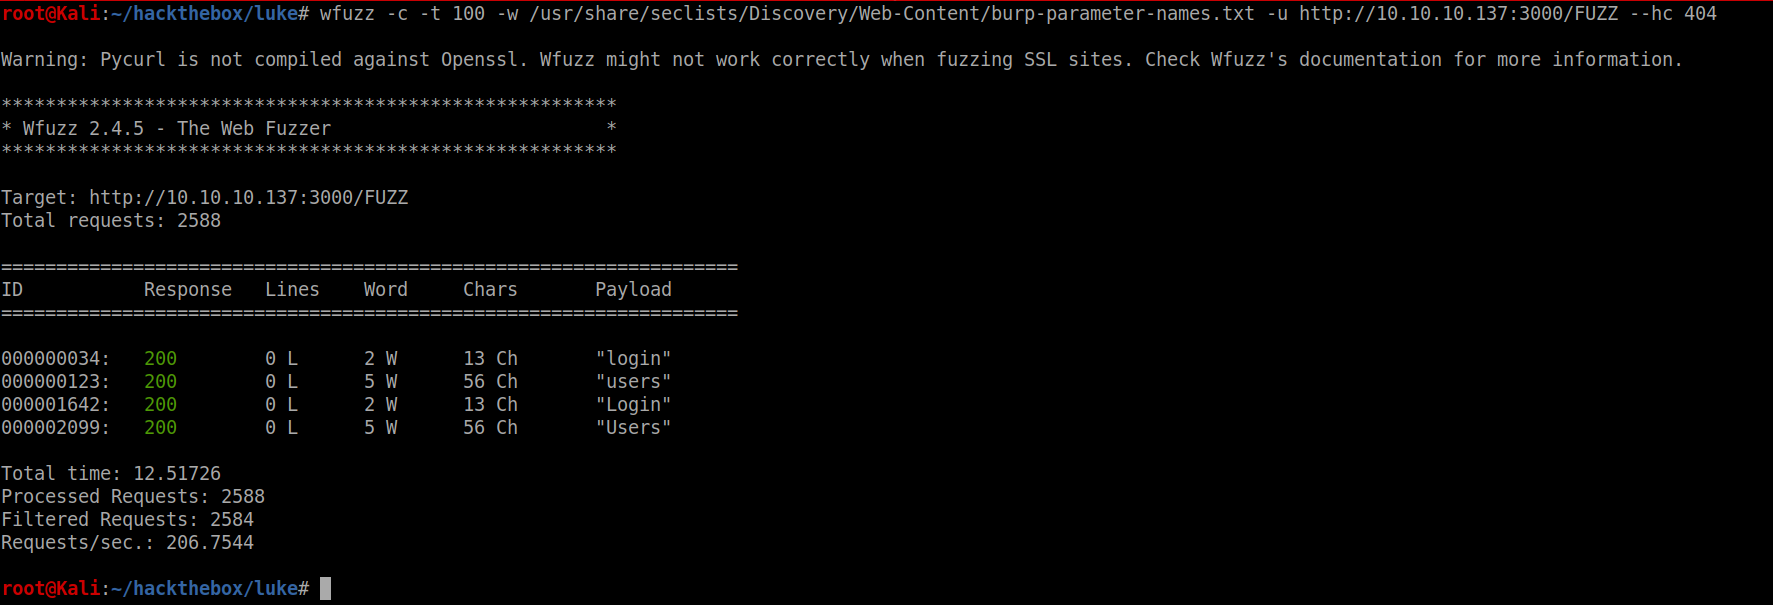 root@Kali:~/hackthebox/luke# wfuzz -c -t 100 -w /usr/share/seclists/Discovery/Web-Content/burp-parameter-names.txt -u http://10.10.10.137:3000/FUZZ --hc 404
Warning: Pycurl is not compiled against Openssl. Wfuzz might not work correctly when fuzzing SSL sites. Check Wfuzz's documentation for more information.
********************************************************
* Wfuzz 2.4.5 - The Web Fuzzer                         *
********************************************************
Target: http://10.10.10.137:3000/FUZZ
Total requests: 2588
===================================================================
ID           Response   Lines    Word     Chars       Payload
===================================================================
000000034:   200        0 L      2 W      13 Ch       "login"
000000123:   200        0 L      5 W      56 Ch       "users"
000001642:   200        0 L      2 W      13 Ch       "Login"
000002099:   200        0 L      5 W      56 Ch       "Users"
Total time: 12.51726
Processed Requests: 2588
Filtered Requests: 2584
Requests/sec.: 206.7544
root@Kali:~/hackthebox/luke#